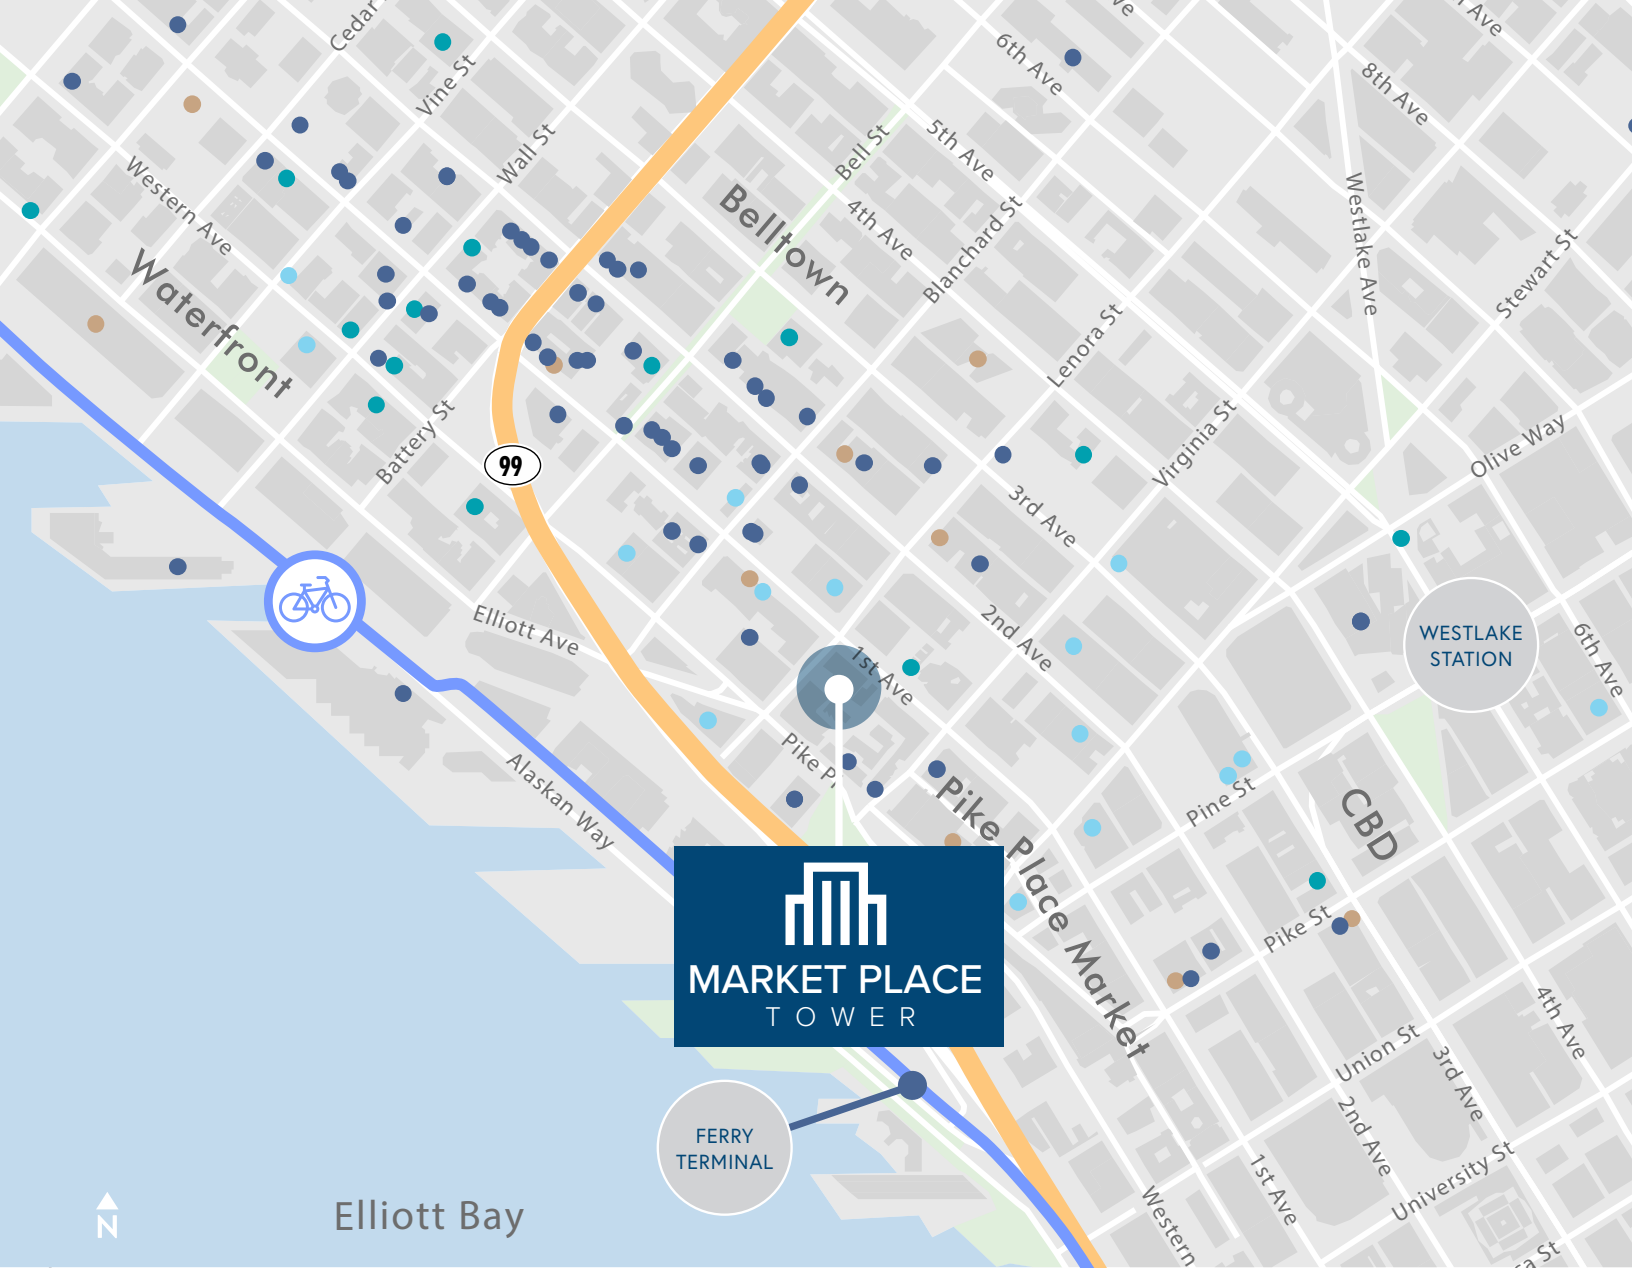 Cedar
Vine St
6th Ave
8th Ave
Wall St
Bell St
5th Ave
Western Ave
4th Ave
Belltown
Blanchard St
Westlake Ave
Stewart St
Waterfront
Lenora St
Battery St
Virginia St
Olive Way
99
3rd Ave
Elliott Ave
2nd Ave
1st Ave
WESTLAKE
STATION
6th Ave
Alaskan Way
Pike Pl
Pike Place Market
Pine St
CBD
Pike St
MARKET PLACE
TOWER
4th Ave
Union St
3rd Ave
2nd Ave
FERRY
TERMINAL
University St
1st Ave
Western
Elliott Bay
N